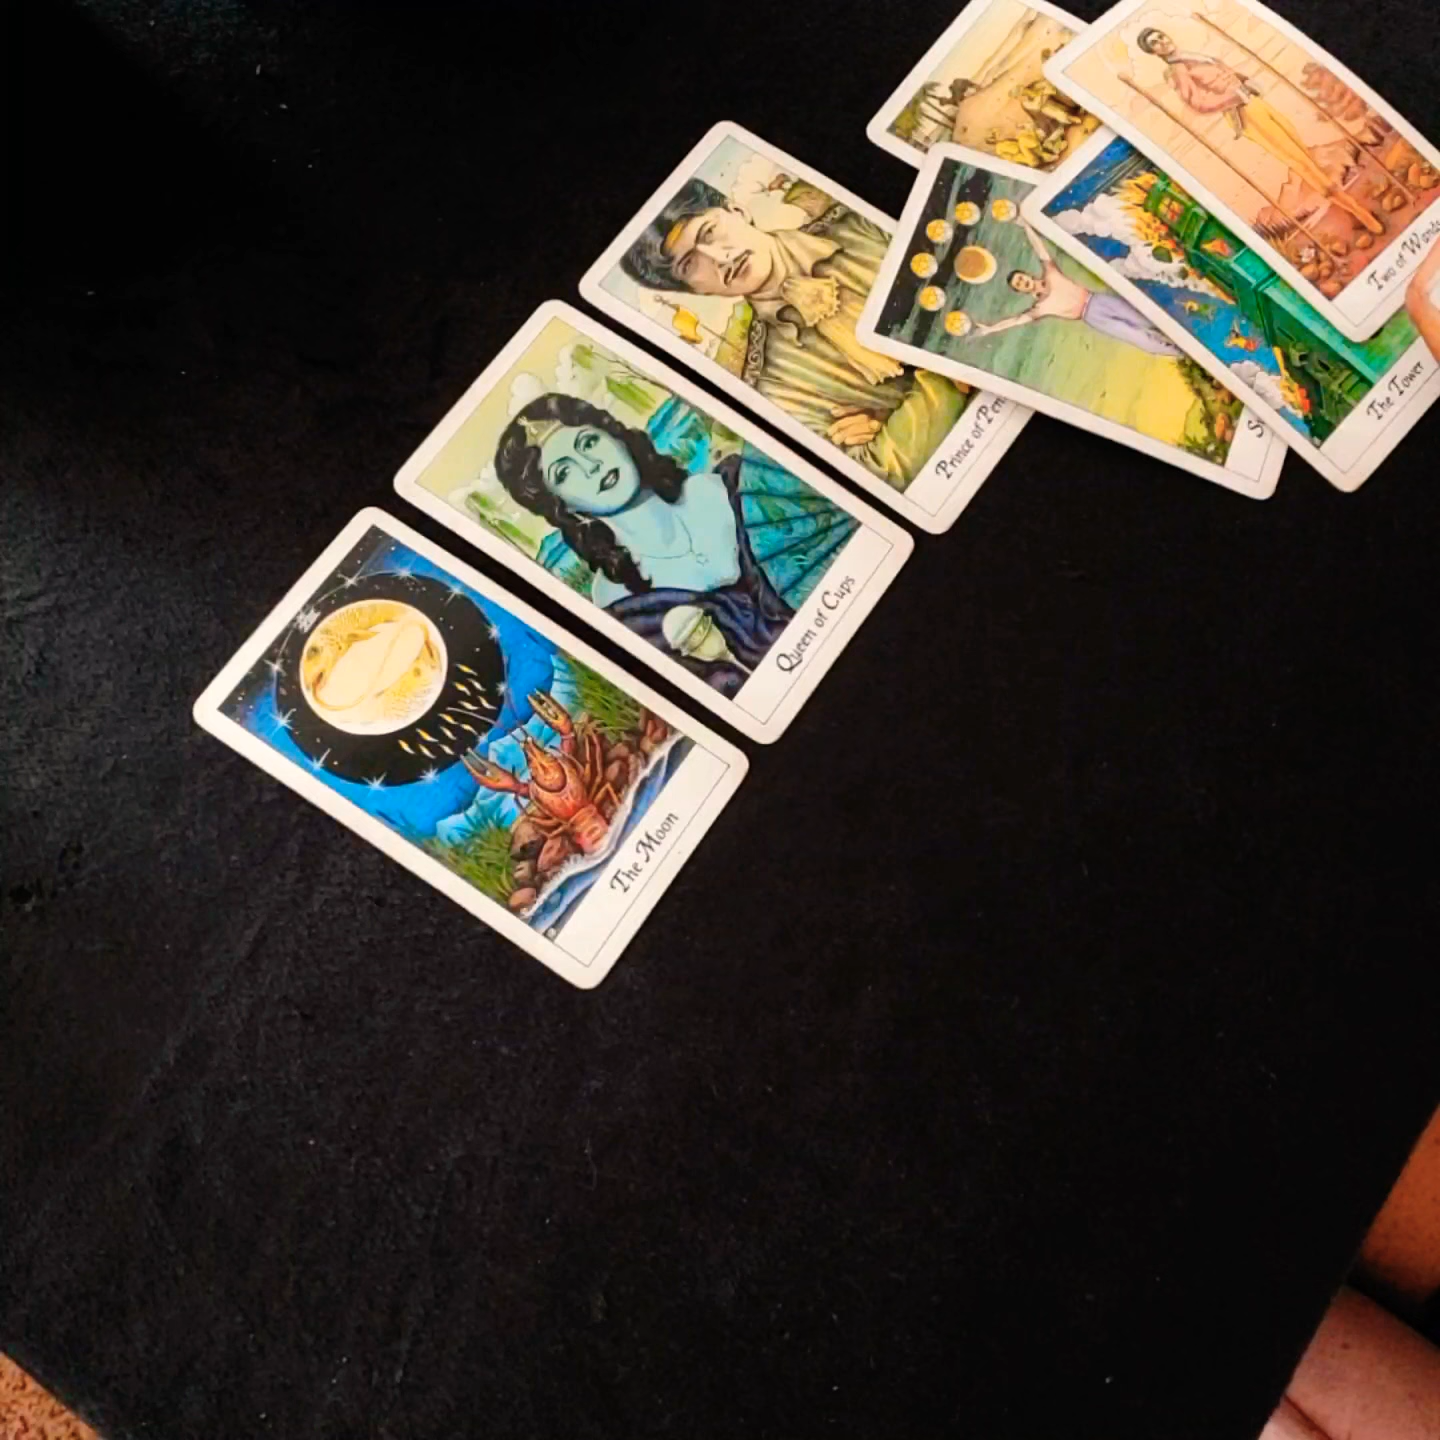 The Moon
Queen of Cups
Prince of Pen
The Tower
Two of Wands